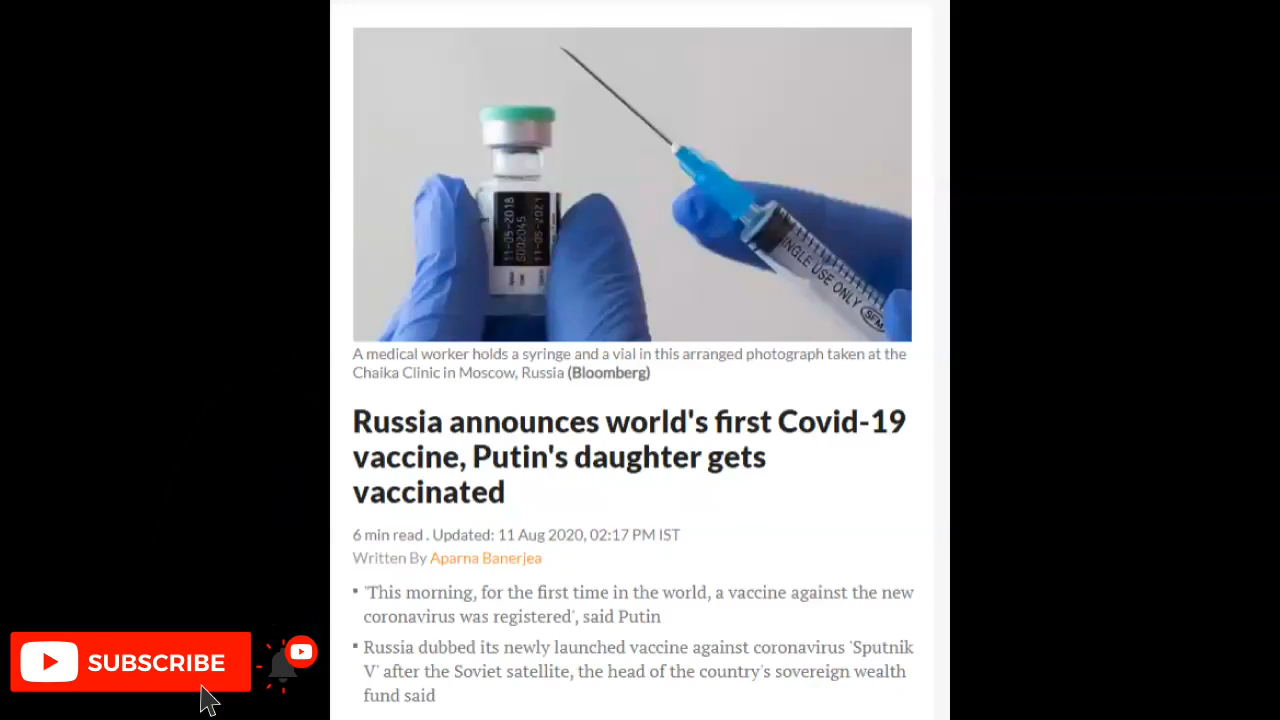 11-05-2018
11-05-2021
SINGLE USE ONLY
SFM
A medical worker holds a syringe and a vial in this arranged photograph taken at the
Chaika Clinic in Moscow, Russia (Bloomberg)
Russia announces world's first Covid-19
vaccine, Putin's daughter gets
vaccinated
6 min read . Updated: 11 Aug 2020, 02:17 PM IST
Written By Aparna Banerjea
▪ 'This morning, for the first time in the world, a vaccine against the new
coronavirus was registered', said Putin
▪ Russia dubbed its newly launched vaccine against coronavirus 'Sputnik
V' after the Soviet satellite, the head of the country's sovereign wealth
fund said
SUBSCRIBE